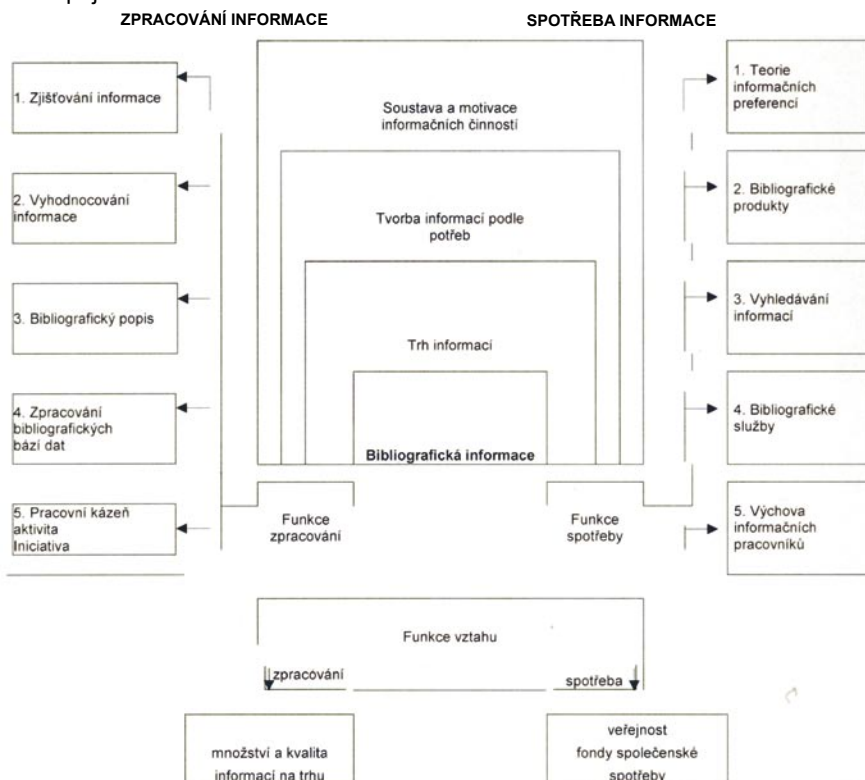 ZPRACOVÁNÍ INFORMACE
SPOTŘEBA INFORMACE
1. Zjišťování informace
2. Vyhodnocování
informace
3. Bibliografický popis
4. Zpracování
bibliografických
bází dat
5. Pracovní kázeň
aktivita
Iniciativa
Soustava a motivace
informačních činností
Tvorba informací podle
potřeb
Trh informací
Bibliografická informace
Funkce
zpracování
Funkce
spotřeby
1. Teorie
informačních
preferencí
2. Bibliografické
produkty
3. Vyhledávání
informací
4. Bibliografické
služby
5. Výchova
informačních
pracovníků
Funkce vztahu
zpracování
spotřeba
množství a kvalita
informací na trhu
veřejnost
fondy společenské
spotřeby